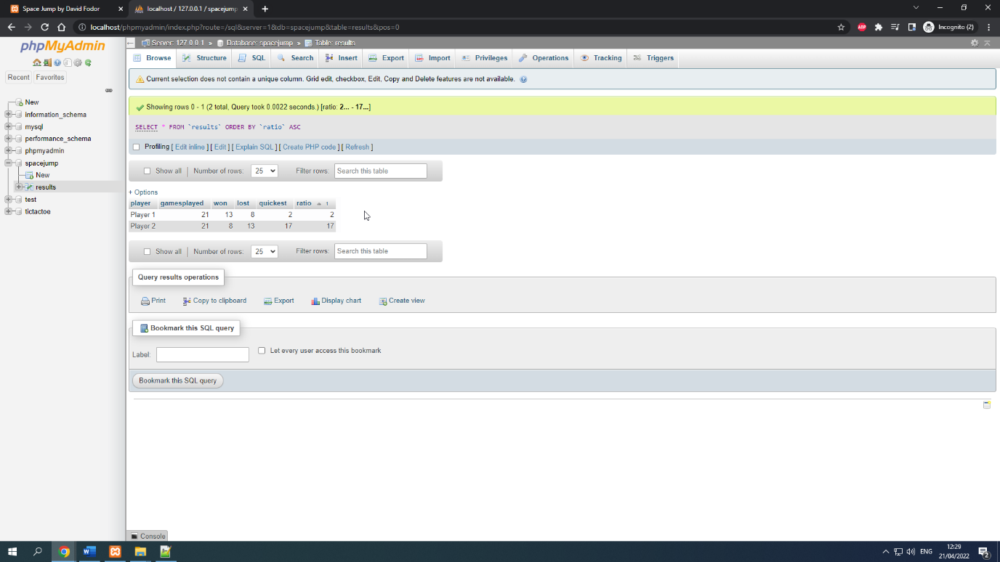 Space Jump by David Fodor
localhost / 127.0.0.1 / spacejump
localhost/phpmyadmin/index.php?route=/sql&server=1&db=spacejump&table=results&pos=0
ABP
Incognito (2)
phpMyAdmin
Recent
Favorites
New
information_schema
mysql
performance_schema
phpmyadmin
spacejump
New
results
test
tictactoe
Server: 127.0.0.1 » Database: spacejump » Table: results
Browse Structure SQL Search Insert Export Import Privileges Operations Tracking Triggers
Current selection does not contain a unique column. Grid edit, checkbox, Edit, Copy and Delete features are not available.
Showing rows 0 - 1 (2 total, Query took 0.0022 seconds.) [ratio: 2... - 17...]
SELECT * FROM `results` ORDER BY `ratio` ASC
Profiling [ Edit inline ] [ Edit ] [ Explain SQL ] [ Create PHP code ] [ Refresh ]
Show all | Number of rows: 25 Filter rows: Search this table
+ Options
player gamesplayed won lost quickest ratio 1
Player 1 21 13 8 2 2
Player 2 21 8 13 17 17
Show all | Number of rows: 25 Filter rows: Search this table
Query results operations
Print Copy to clipboard Export Display chart Create view
Bookmark this SQL query
Label: Let every user access this bookmark
Bookmark this SQL query
Console
ENG
12:29
21/04/2022
2